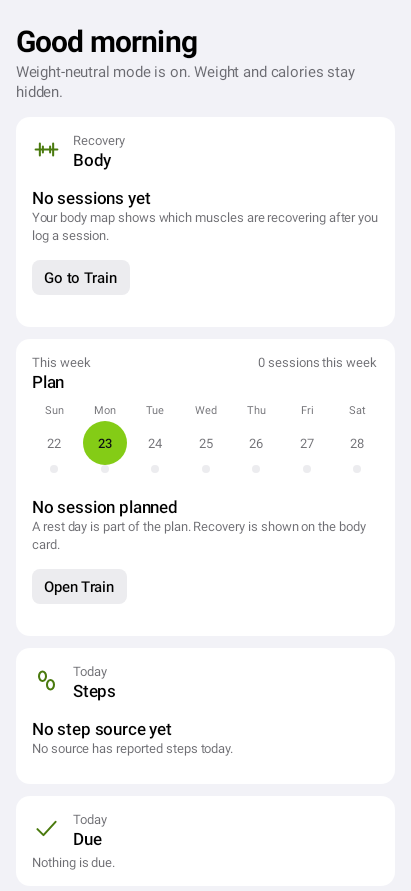 Good morning
Weight-neutral mode is on. Weight and calories stay
hidden.
Recovery
Body
No sessions yet
Your body map shows which muscles are recovering after you
log a session.
Go to Train
This week
0 sessions this week
Plan
Sun Mon Tue Wed Thu Fri Sat
22 23 24 25 26 27 28
No session planned
A rest day is part of the plan. Recovery is shown on the body
card.
Open Train
Today
Steps
No step source yet
No source has reported steps today.
Today
Due
Nothing is due.